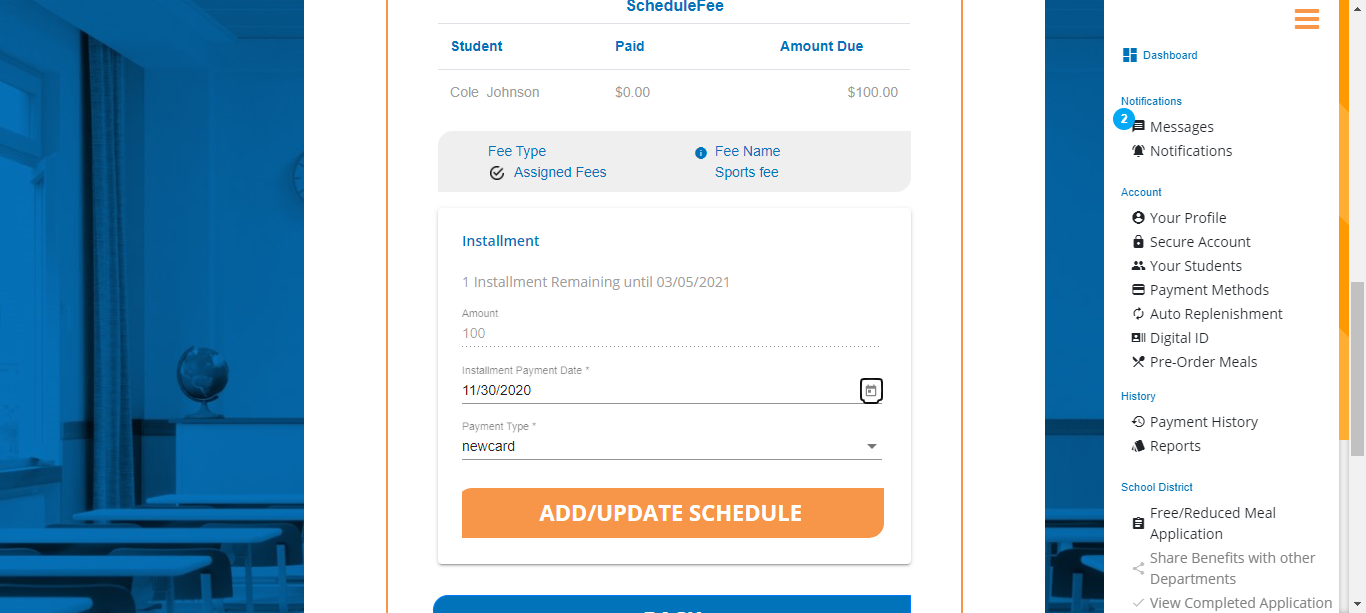 ScheduleFee
Student Paid Amount Due
Cole Johnson $0.00 $100.00
Fee Type
Assigned Fees
Fee Name
Sports fee
Installment
1 Installment Remaining until 03/05/2021
Amount
100
Installment Payment Date *
11/30/2020
Payment Type *
newcard
ADD/UPDATE SCHEDULE
Dashboard
Notifications
2
Messages
Notifications
Account
Your Profile
Secure Account
Your Students
Payment Methods
Auto Replenishment
Digital ID
Pre-Order Meals
History
Payment History
Reports
School District
Free/Reduced Meal
Application
Share Benefits with other
Departments
View Completed Application